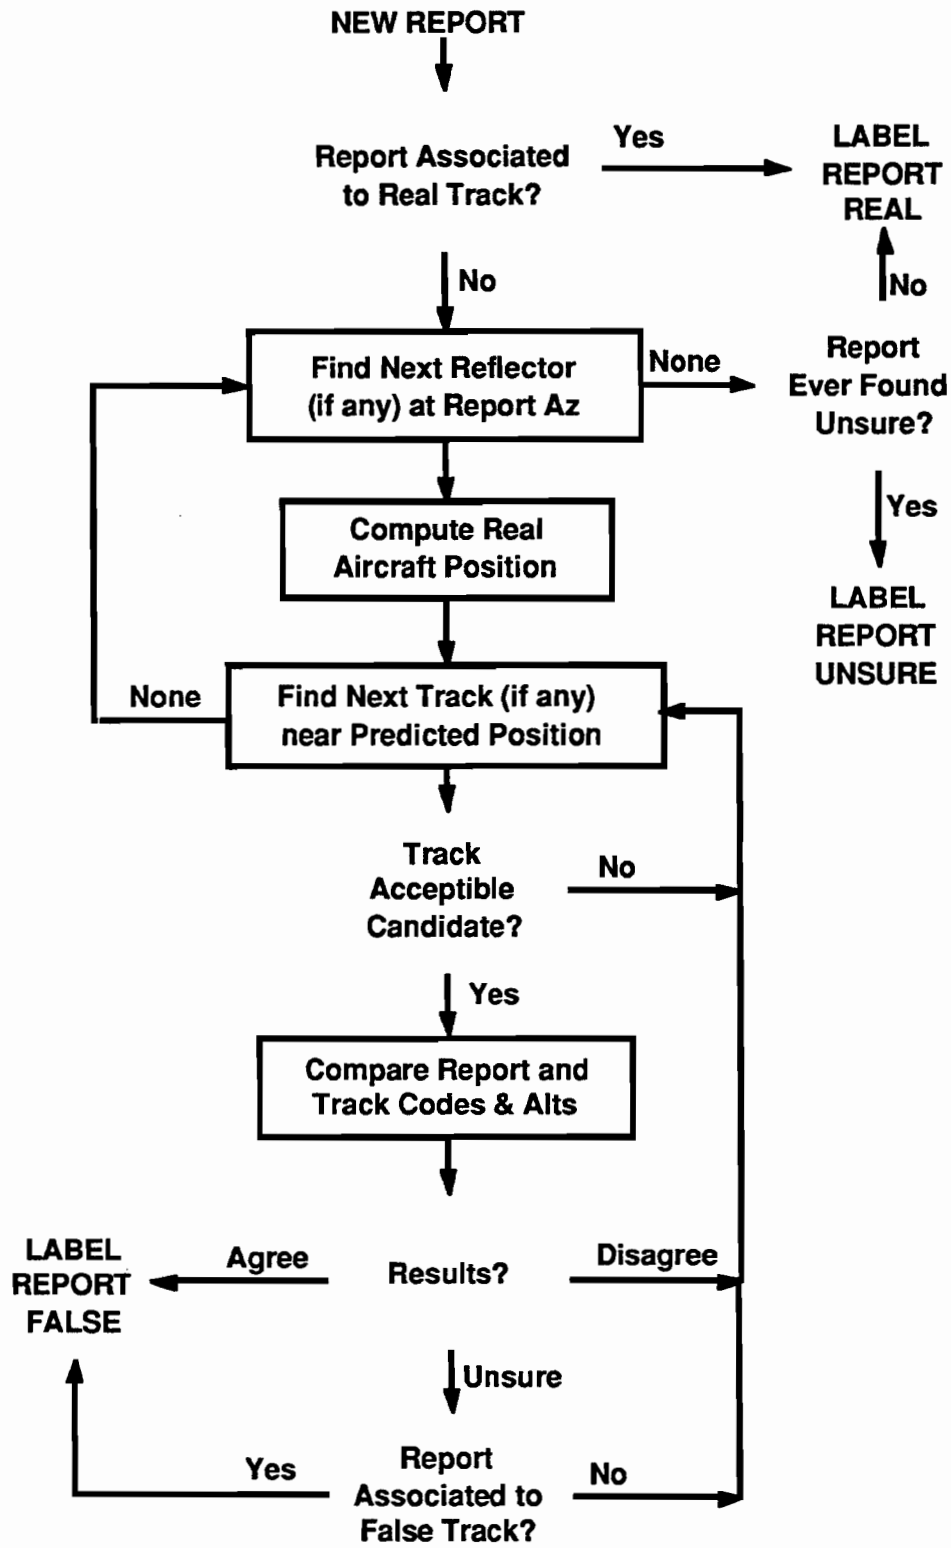 NEW REPORT
Report Associated
to Real Track?
Yes
LABEL
REPORT
REAL
No
No
Find Next Reflector
(if any) at Report Az
None
Report
Ever Found
Unsure?
Compute Real
Aircraft Position
Yes
LABEL
REPORT
UNSURE
None
Find Next Track (if any)
near Predicted Position
Track
Acceptible
Candidate?
No
Yes
Compare Report and
Track Codes & Alts
LABEL
REPORT
FALSE
Agree
Results?
Disagree
Unsure
Yes
Report
Associated to
False Track?
No